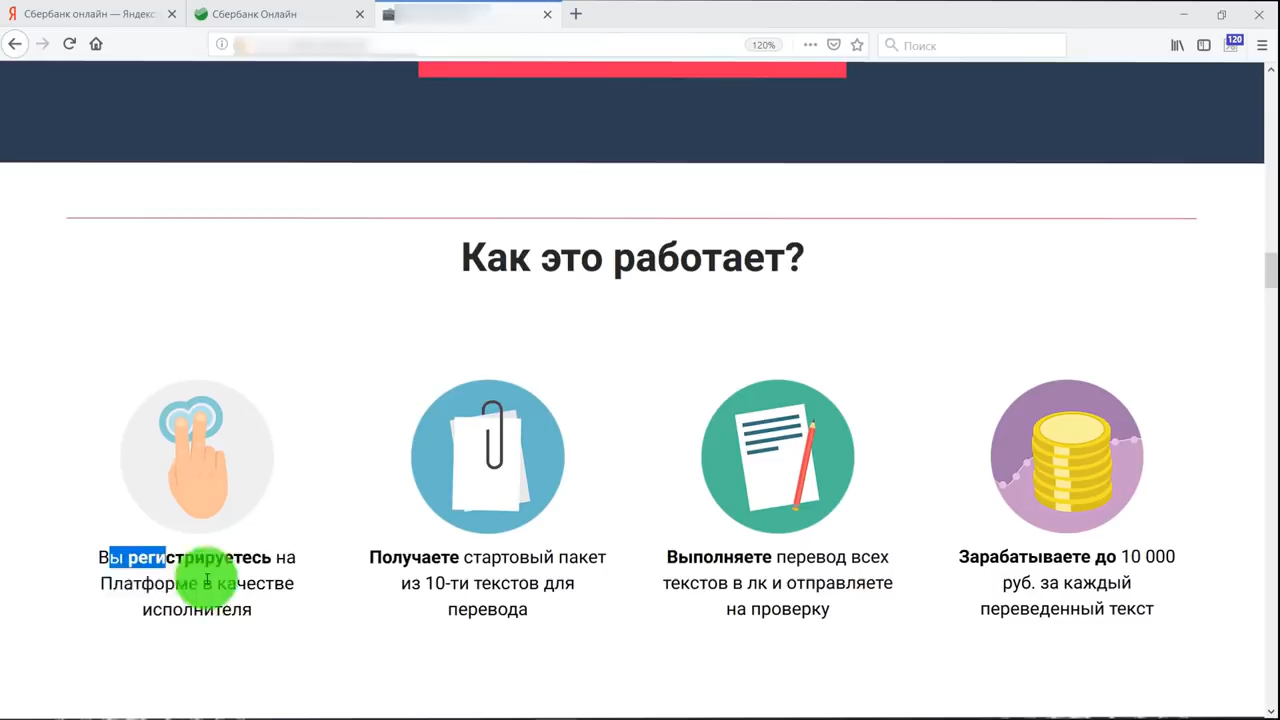 Я Сбербанк онлайн — Яндекс
Сбербанк Онлайн
120%
Поиск
120
Как это работает?
Вы регистрируетесь на
Платформе в качестве
исполнителя
Получаете стартовый пакет
из 10-ти текстов для
перевода
Выполняете перевод всех
текстов в лк и отправляете
на проверку
Зарабатываете до 10 000
руб. за каждый
переведенный текст